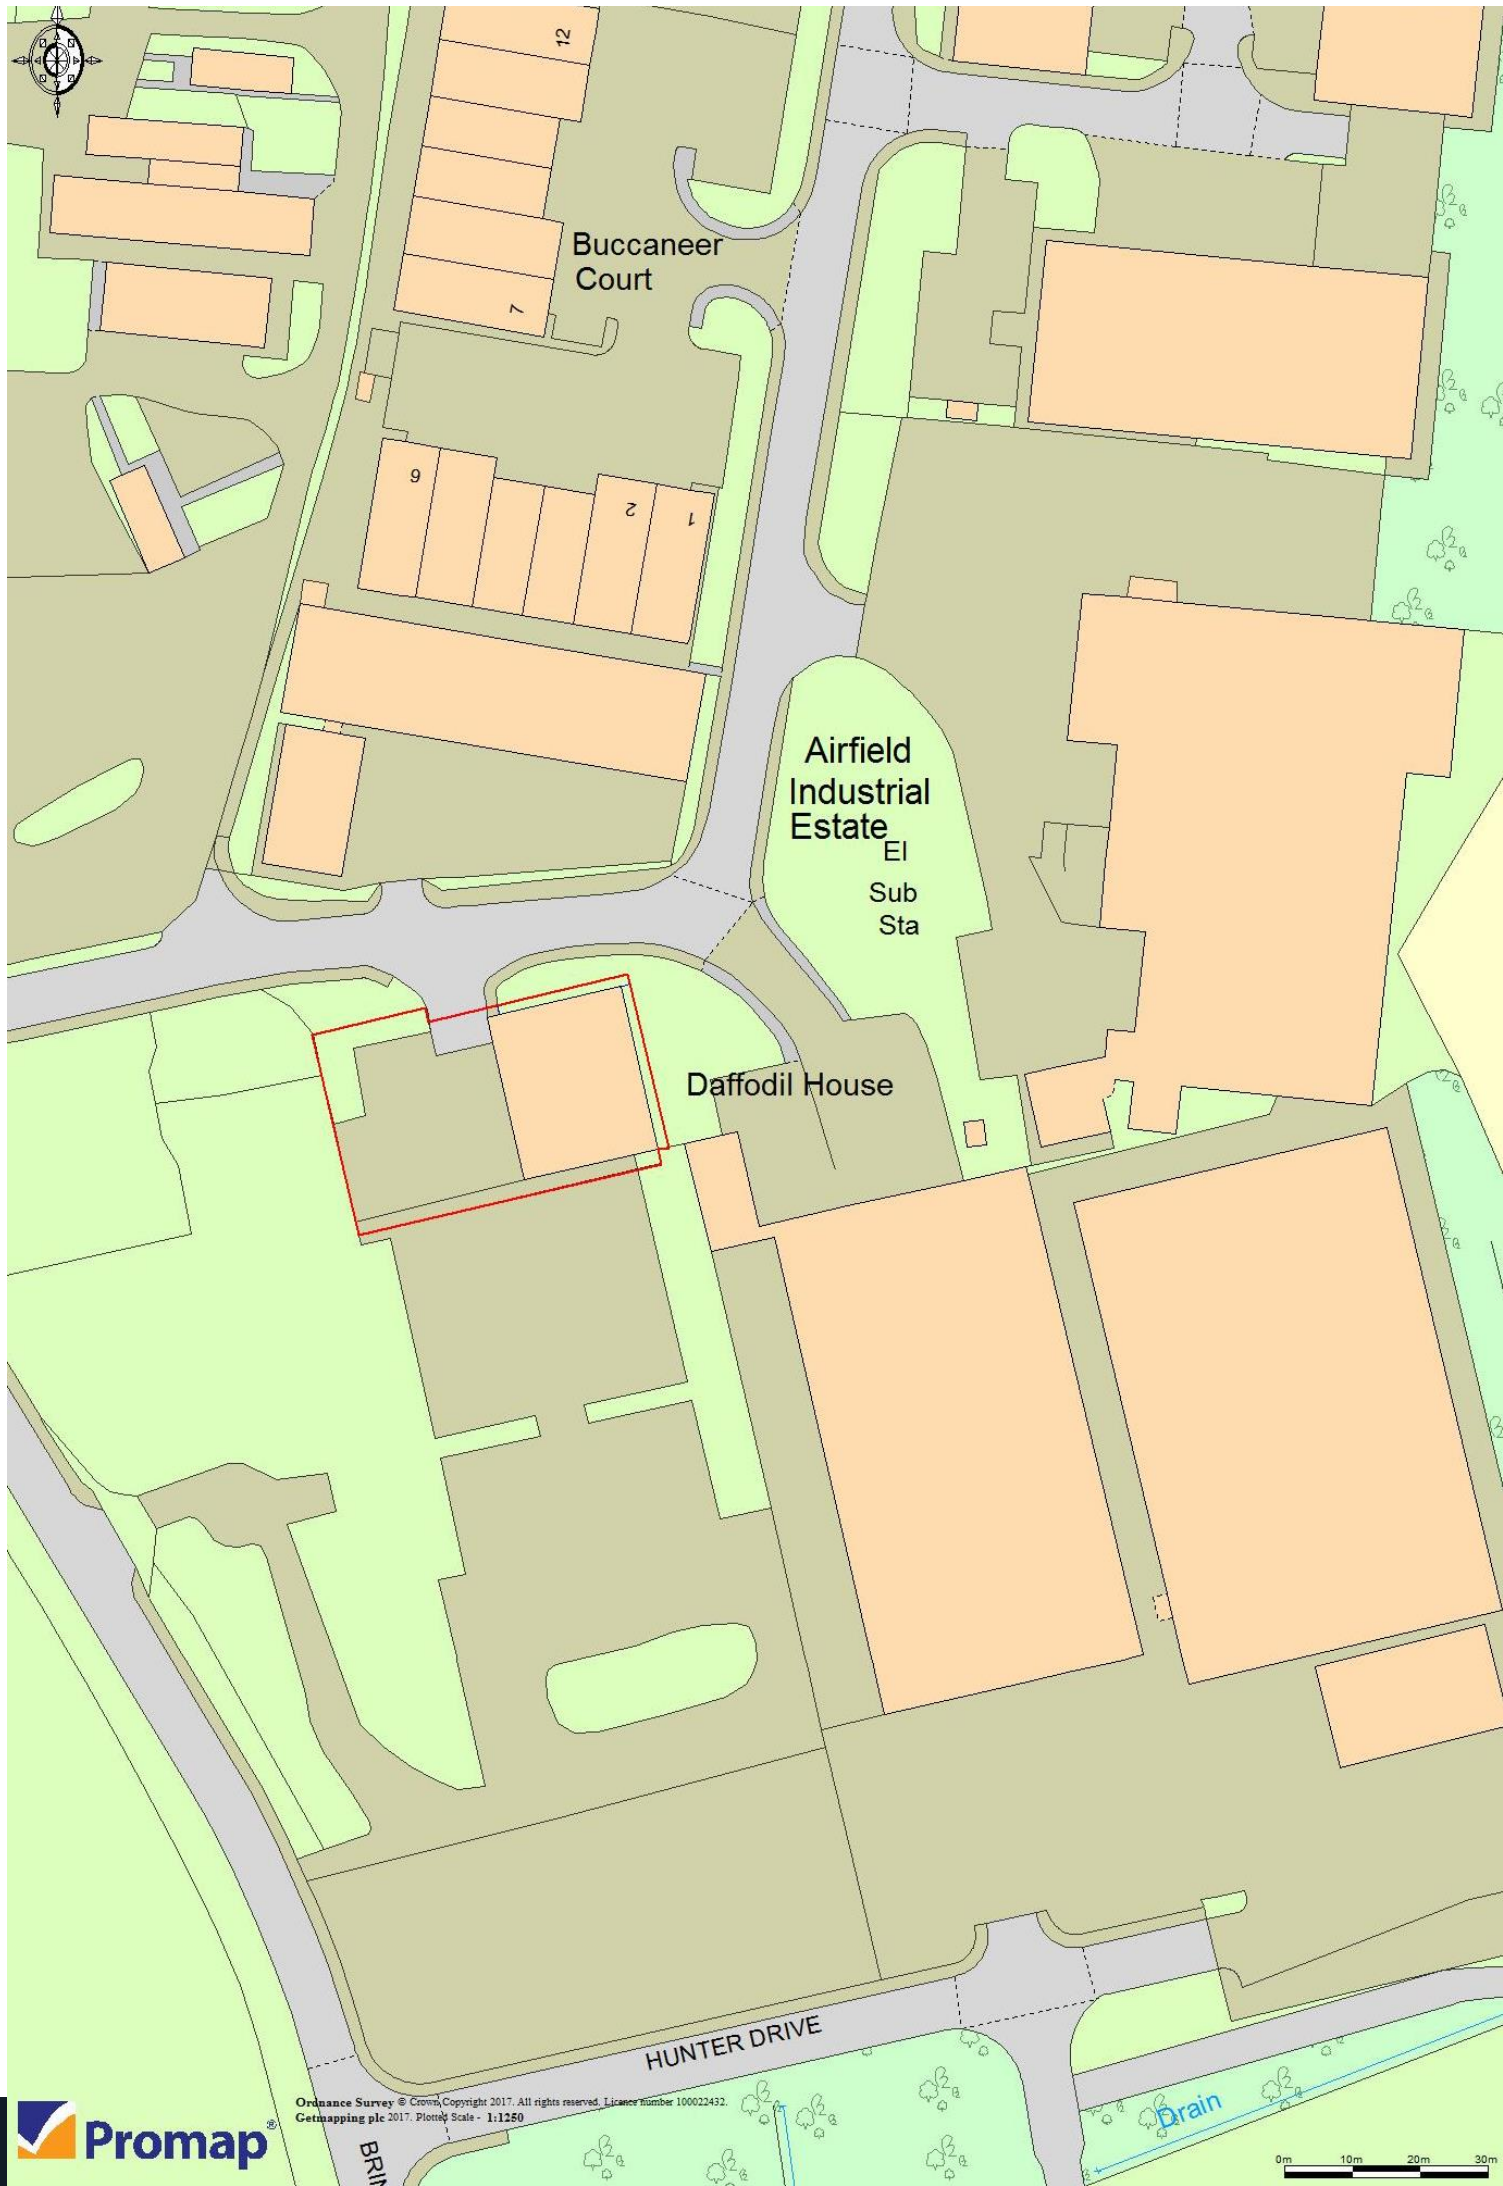 12
Buccaneer
Court
7
6
2
1
Airfield
Industrial
Estate
El
Sub
Sta
Daffodil House
HUNTER DRIVE
Ordnance Survey © Crown Copyright 2017. All rights reserved. Licence number 100022432.
Getmapping plc 2017. Plotted Scale - 1:1250
Promap®
BRIN
Drain
0m 10m 20m 30m